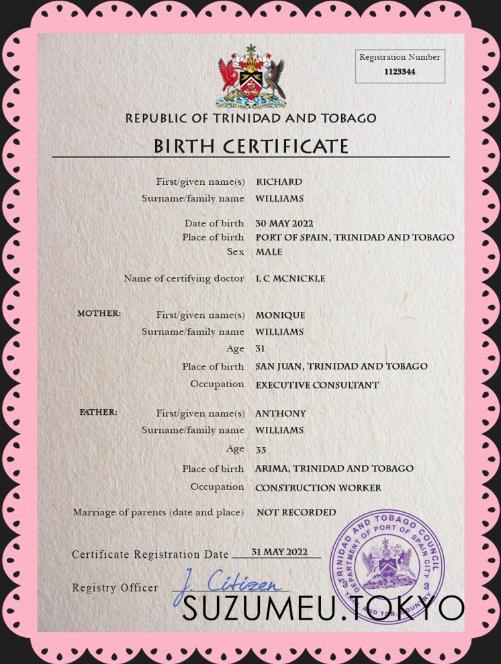 Registration Number
1123344
REPUBLIC OF TRINIDAD AND TOBAGO
BIRTH CERTIFICATE
First/given name(s) RICHARD
Surname/family name WILLIAMS
Date of birth 30 MAY 2022
Place of birth PORT OF SPAIN, TRINIDAD AND TOBAGO
Sex MALE
Name of certifying doctor L C MCNICKLE
MOTHER: First/given name(s) MONIQUE
Surname/family name WILLIAMS
Age 31
Place of birth SAN JUAN, TRINIDAD AND TOBAGO
Occupation EXECUTIVE CONSULTANT
FATHER: First/given name(s) ANTHONY
Surname/family name WILLIAMS
Age 33
Place of birth ARIMA, TRINIDAD AND TOBAGO
Occupation CONSTRUCTION WORKER
Marriage of parents (date and place) NOT RECORDED
Certificate Registration Date 31 MAY 2022
Registry Officer J. Citizen
TRINIDAD AND TOBAGO COUNCIL
DEPARTMENT OF PORT OF SPAIN CITY
SUZUMEU.TOKYO